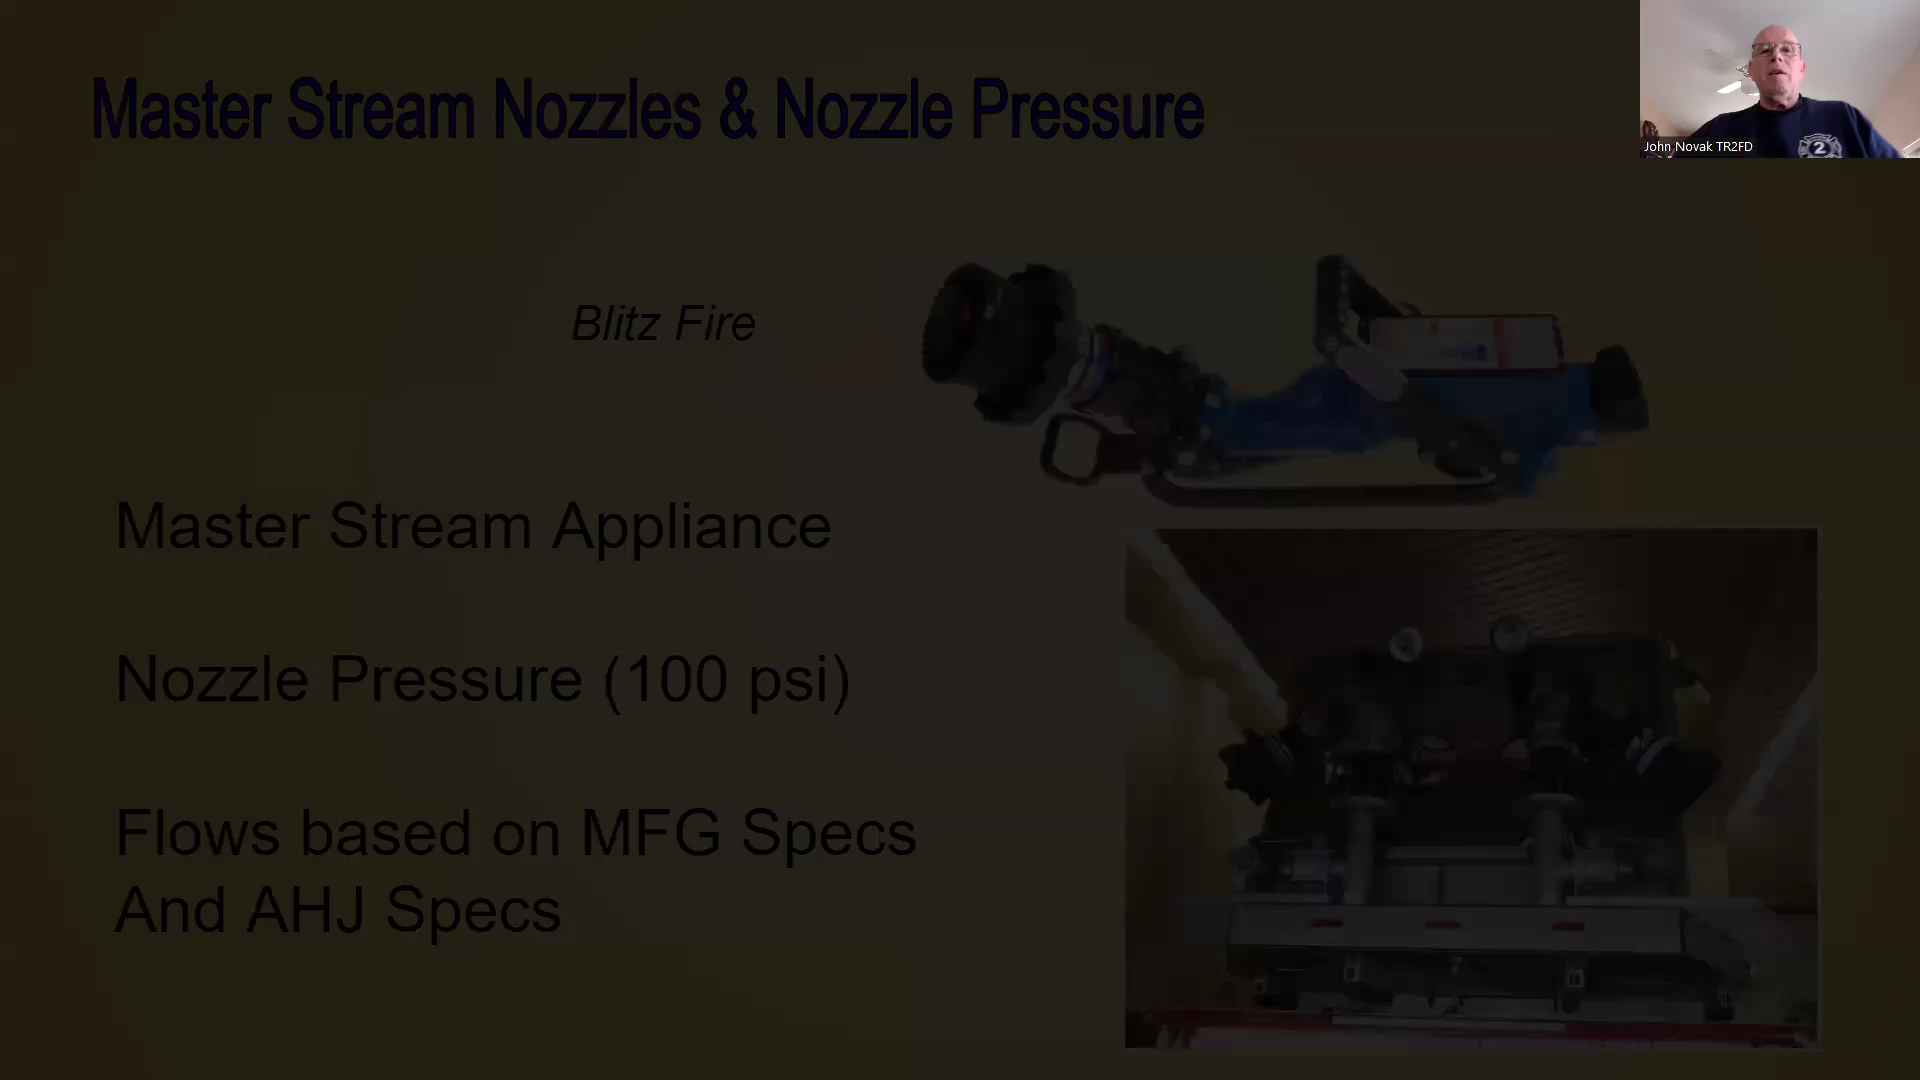 Master Stream Nozzles & Nozzle Pressure
John Novak TR2FD
2
Blitz Fire
Master Stream Appliance
Nozzle Pressure (100 psi)
Flows based on MFG Specs
And AHJ Specs